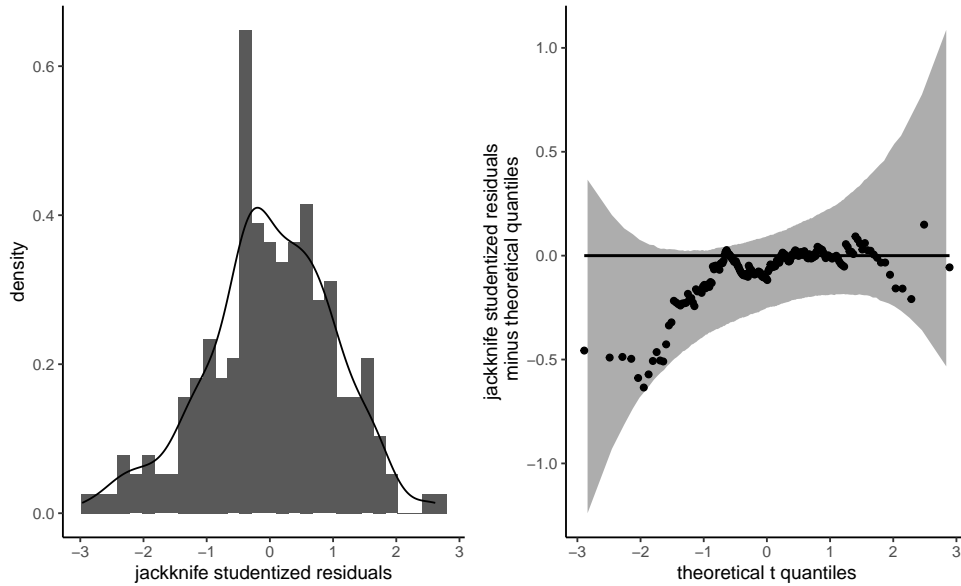 density
0.6
0.4
0.2
0.0
−3 −2 −1 0 1 2 3
jackknife studentized residuals
jackknife studentized residuals
minus theoretical quantiles
1.0
0.5
0.0
−0.5
−1.0
−3 −2 −1 0 1 2 3
theoretical t quantiles